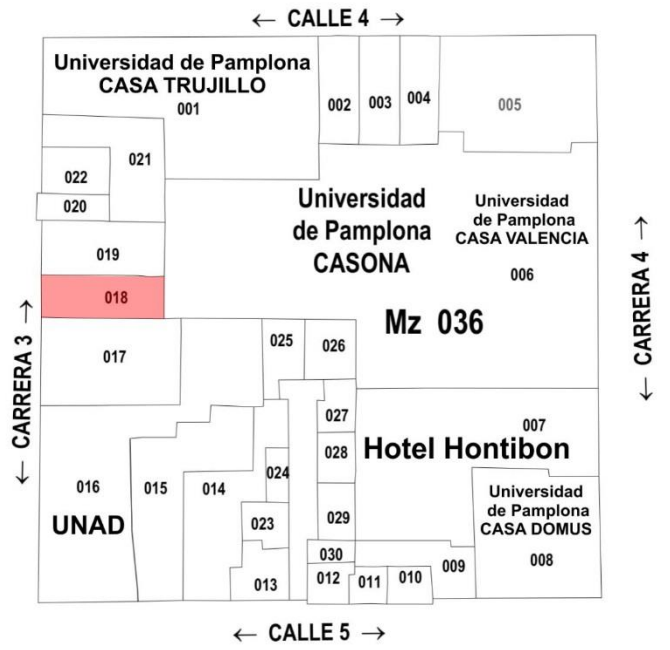 ← CALLE 4 →
Universidad de Pamplona
CASA TRUJILLO
001
002
003
004
005
021
022
020
019
018
017
Universidad
de Pamplona
CASONA
Universidad
de Pamplona
CASA VALENCIA
006
Mz 036
← CARRERA 3 →
← CARRERA 4 →
025
026
027
028
029
030
007
Hotel Hontibon
016
UNAD
015
014
024
023
013
012
011
010
009
Universidad
de Pamplona
CASA DOMUS
008
← CALLE 5 →